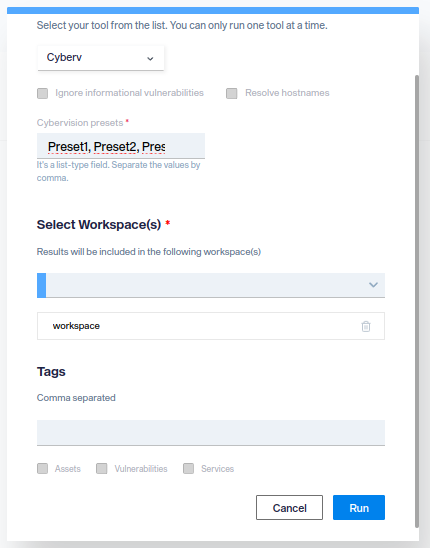 Select your tool from the list. You can only run one tool at a time.
Cyberv
Ignore informational vulnerabilities
Resolve hostnames
Cybervision presets *
Preset1, Preset2, Pres
It's a list-type field. Separate the values by
comma.
Select Workspace(s) *
Results will be included in the following workspace(s)
workspace
Tags
Comma separated
Assets
Vulnerabilities
Services
Cancel
Run